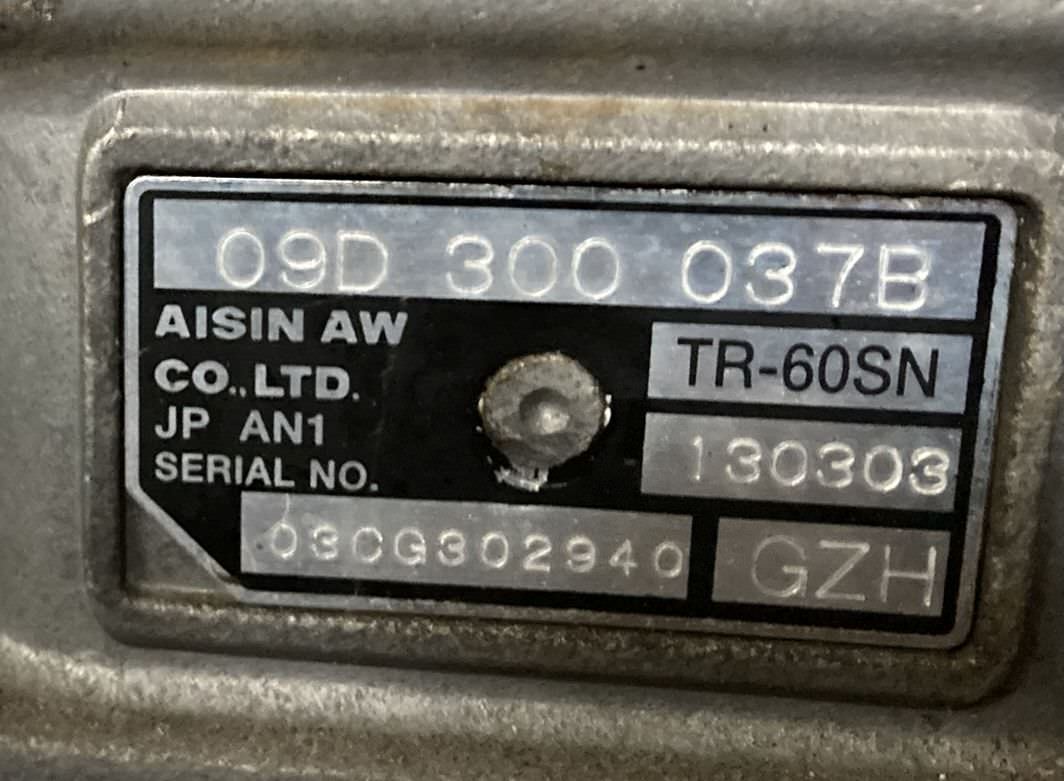 09D 300 037B
AISIN AW
CO.,LTD.
TR-60SN
JP AN1
130303
SERIAL NO.
03CG302940
GZH